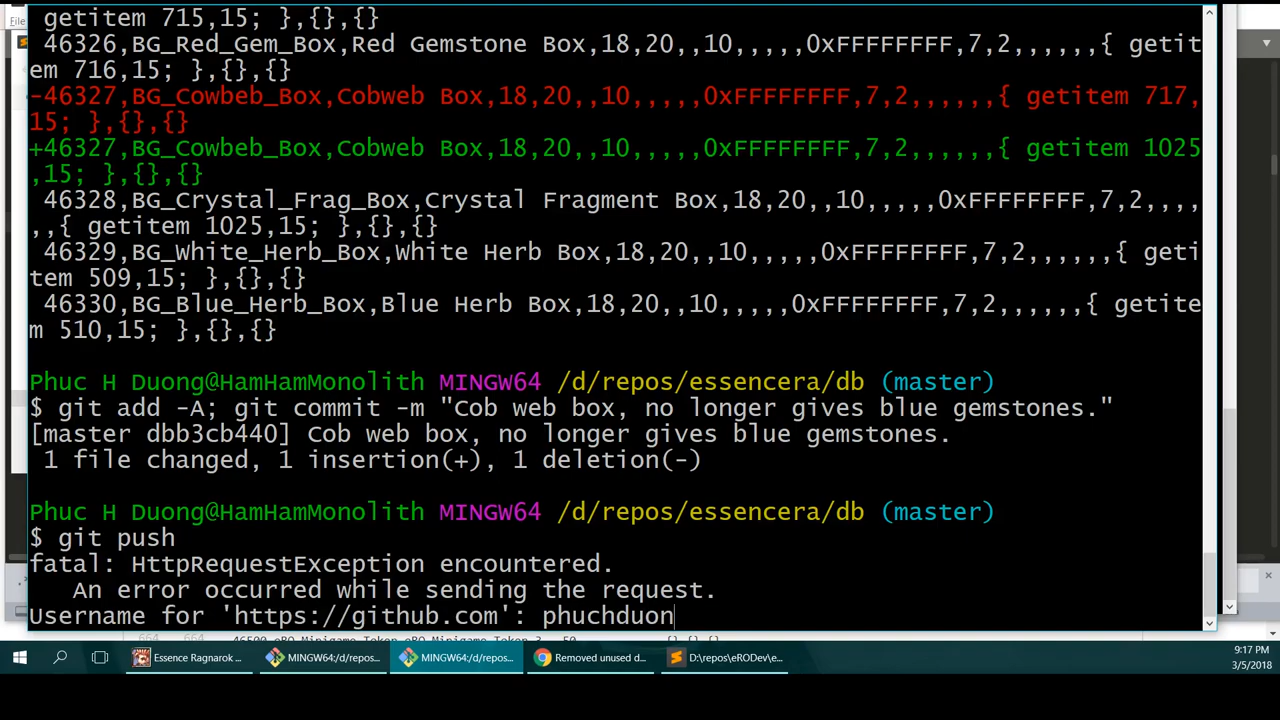 File
getitem 715,15; },{},{}
46326,BG_Red_Gem_Box,Red Gemstone Box,18,20,,10,,,,,0xFFFFFFFF,7,2,,,,,,{ getit
em 716,15; },{},{}
-46327,BG_Cowbeb_Box,Cobweb Box,18,20,,10,,,,,0xFFFFFFFF,7,2,,,,,,{ getitem 717,
15; },{},{}
+46327,BG_Cowbeb_Box,Cobweb Box,18,20,,10,,,,,0xFFFFFFFF,7,2,,,,,,{ getitem 1025
,15; },{},{}
46328,BG_Crystal_Frag_Box,Crystal Fragment Box,18,20,,10,,,,,0xFFFFFFFF,7,2,,,,
,,{ getitem 1025,15; },{},{}
46329,BG_White_Herb_Box,White Herb Box,18,20,,10,,,,,0xFFFFFFFF,7,2,,,,,,{ geti
tem 509,15; },{},{}
46330,BG_Blue_Herb_Box,Blue Herb Box,18,20,,10,,,,,0xFFFFFFFF,7,2,,,,,,{ getite
m 510,15; },{},{}
Phuc H Duong@HamHamMonolith MINGW64 /d/repos/essencera/db (master)
$ git add -A; git commit -m "Cob web box, no longer gives blue gemstones."
[master dbb3cb440] Cob web box, no longer gives blue gemstones.
1 file changed, 1 insertion(+), 1 deletion(-)
Phuc H Duong@HamHamMonolith MINGW64 /d/repos/essencera/db (master)
$ git push
fatal: HttpRequestException encountered.
An error occurred while sending the request.
Username for 'https://github.com': phuchduon
Essence Ragnarok ... MINGW64:/d/repos... MINGW64:/d/repos... Removed unused d... D:\repos\eRODev\e...
9:17 PM
3/5/2018